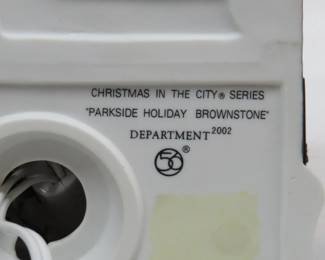 CHRISTMAS IN THE CITY® SERIES
"PARKSIDE HOLIDAY BROWNSTONE"
DEPARTMENT 2002
56 ®